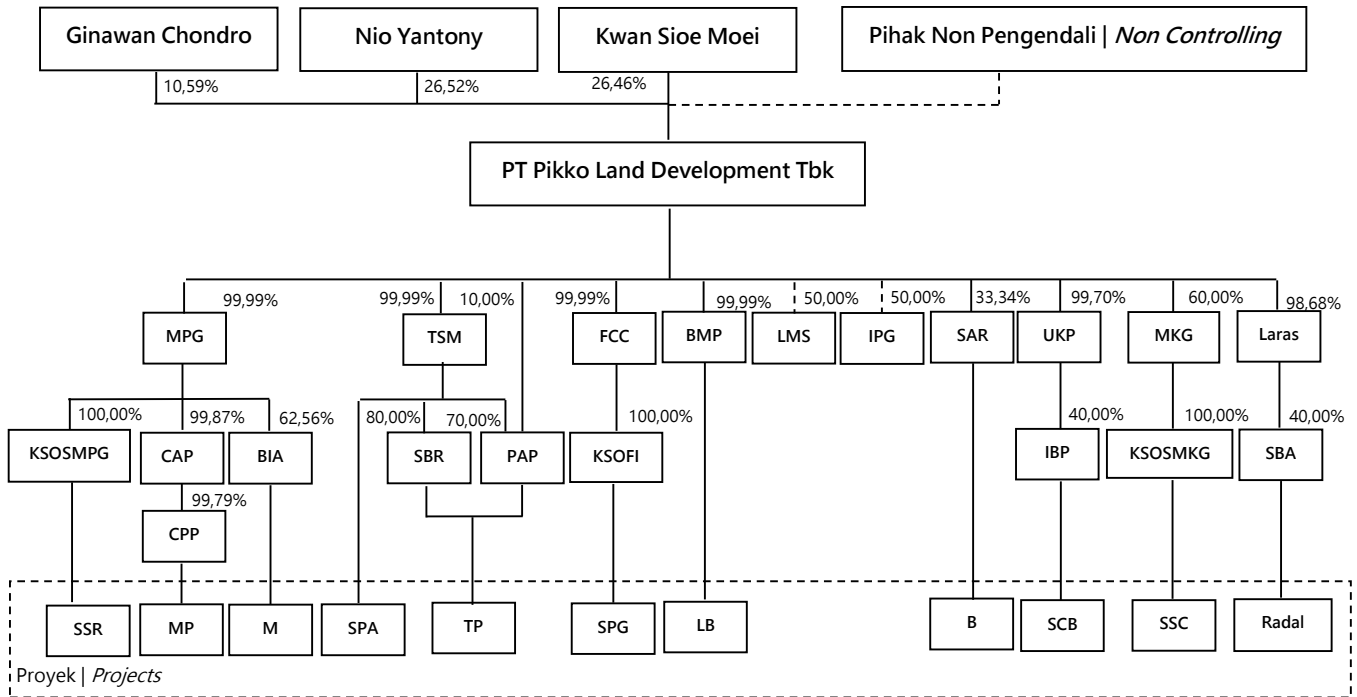 Ginawan Chondro
Nio Yantony
Kwan Sioe Moei
Pihak Non Pengendali | Non Controlling
10,59%
26,52%
26,46%
PT Pikko Land Development Tbk
99,99%
99,99%
10,00%
99,99%
99,99%
50,00%
50,00%
33,34%
99,70%
60,00%
98,68%
MPG
TSM
FCC
BMP
LMS
IPG
SAR
UKP
MKG
Laras
100,00%
99,87%
62,56%
80,00%
70,00%
100,00%
40,00%
100,00%
40,00%
KSOSMPG
CAP
BIA
SBR
PAP
KSOFI
IBP
KSOSMKG
SBA
99,79%
CPP
SSR
MP
M
SPA
TP
SPG
LB
B
SCB
SSC
Radal
Proyek | Projects